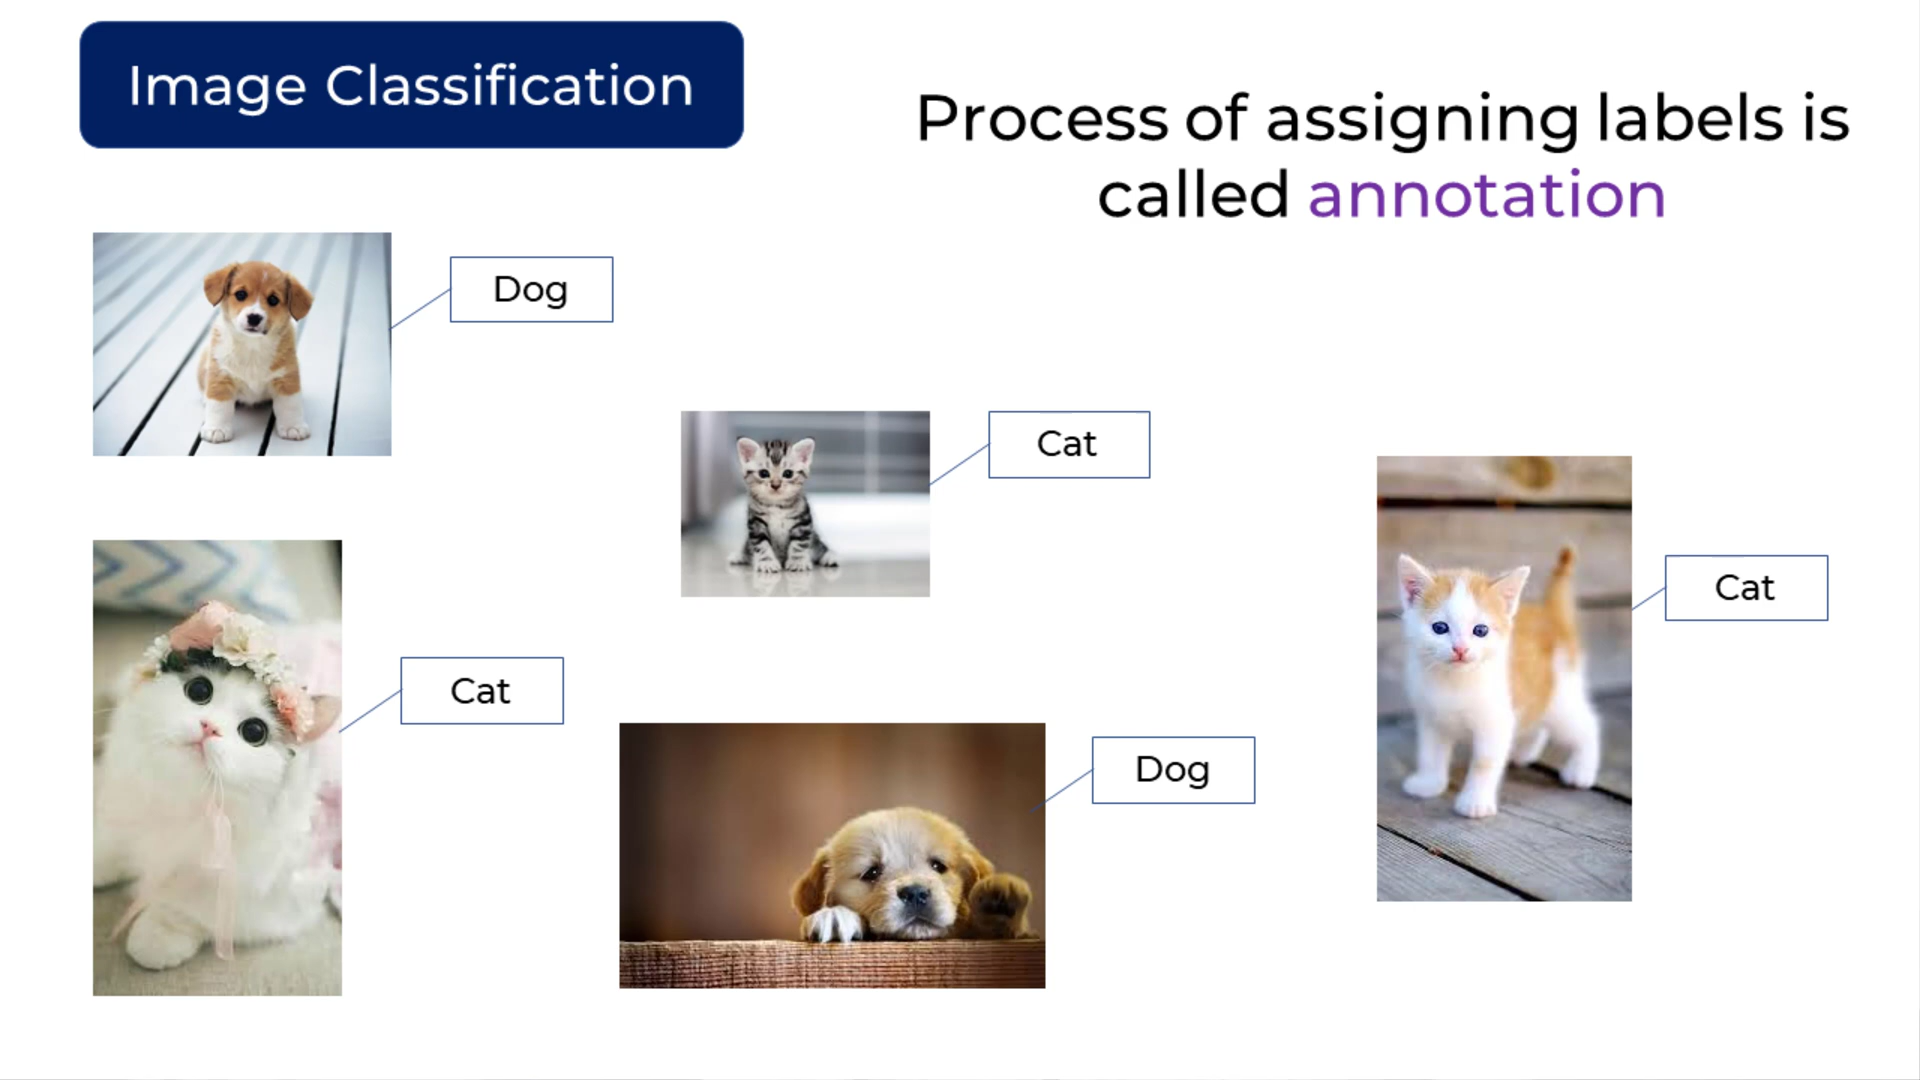 Image Classification
Process of assigning labels is
called annotation
Dog
Cat
Cat
Cat
Dog